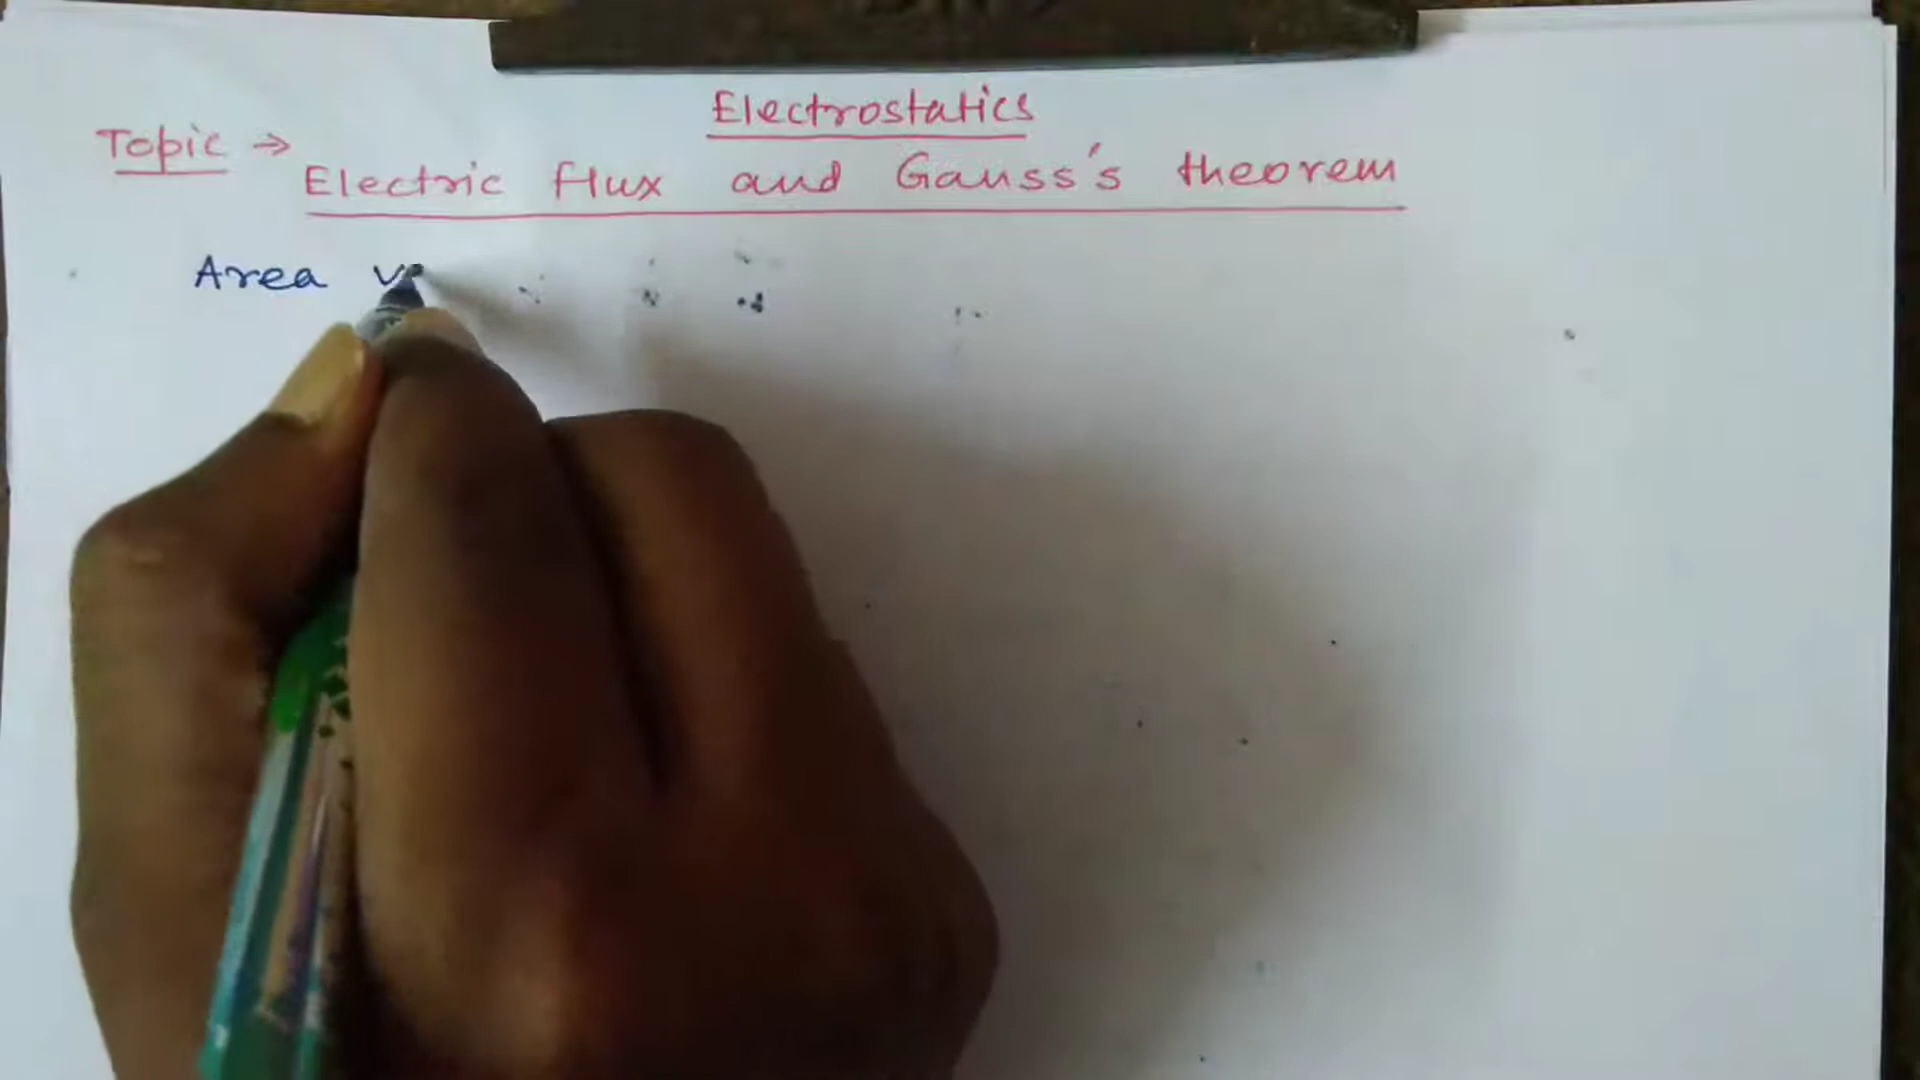 Electrostatics
Topic →
Electric flux and Gauss's theorem
Area